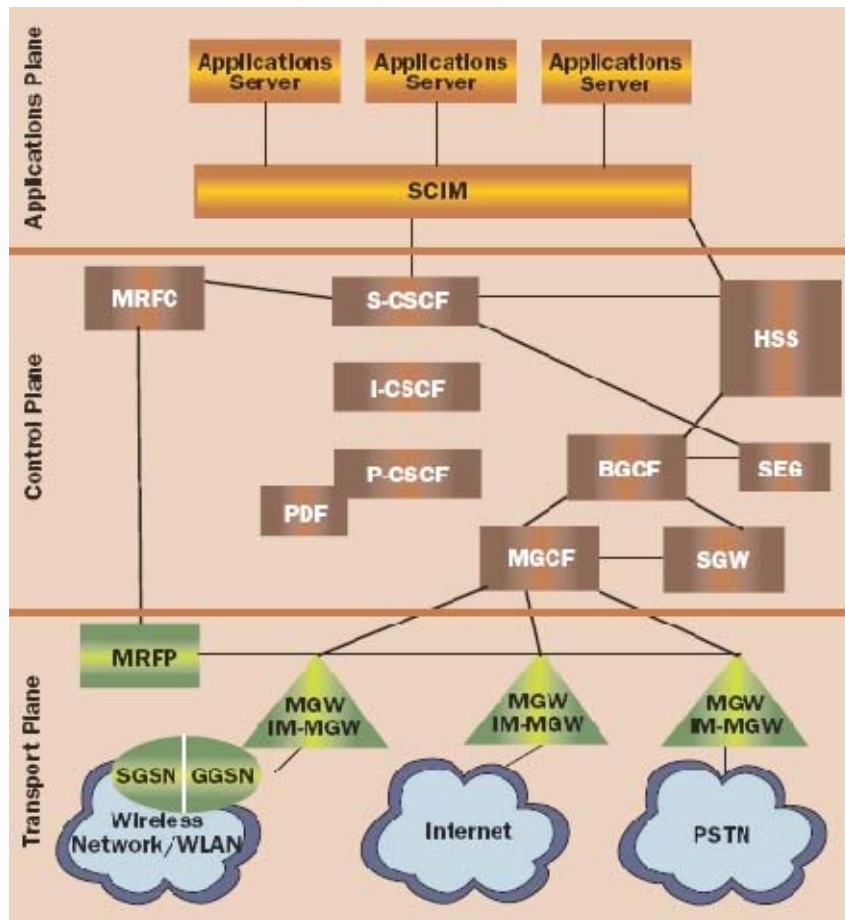 Applications Plane
Applications
Server
Applications
Server
Applications
Server
SCIM
Control Plane
MRFC
S-CSCF
HSS
I-CSCF
P-CSCF
PDF
BGCF
SEG
MGCF
SGW
Transport Plane
MRFP
MGW
IM-MGW
MGW
IM-MGW
MGW
IM-MGW
SGSN
GGSN
Wireless
Network/WLAN
Internet
PSTN